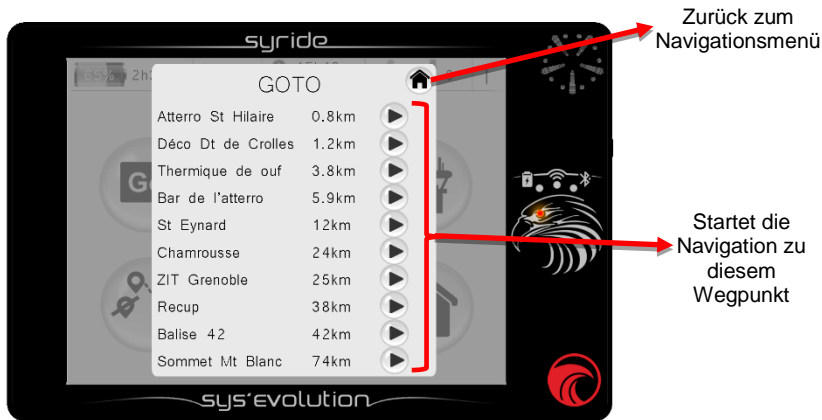 Zurück zum
Navigationsmenü
syride
65% 2h
GOTO
Atterro St Hilaire 0.8km
Déco Dt de Crolles 1.2km
Thermique de ouf 3.8km
Bar de l'atterro 5.9km
St Eynard 12km
Chamrousse 24km
ZIT Grenoble 25km
Recup 38km
Balise 42 42km
Sommet Mt Blanc 74km
Startet die
Navigation zu
diesem
Wegpunkt
sys'evolution